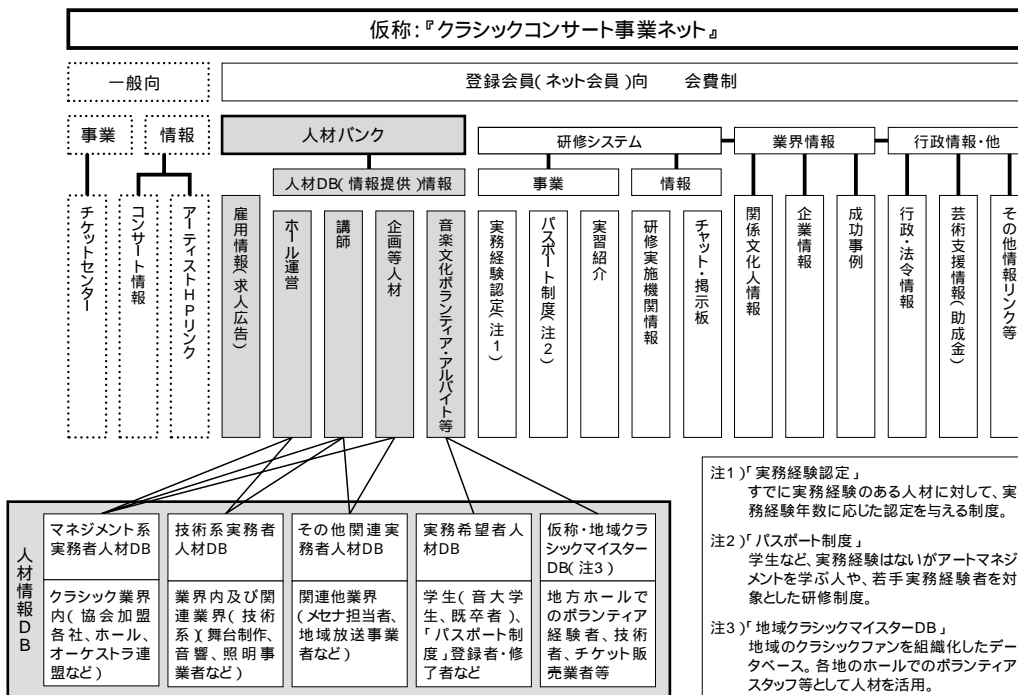 仮称:『クラシックコンサート事業ネット』
一般向
登録会員(ネット会員)向　会費制
事業
情報
人材バンク
研修システム
業界情報
行政情報・他
人材DB(情報提供)情報
事業
情報
チケットセンター
コンサート情報
アーティストHPリンク
雇用情報(求人広告)
ホール運営
講師
企画等人材
音楽文化ボランティア・アルバイト等
実務経験認定(注1)
パスポート制度(注2)
実習紹介
研修実施機関情報
チャット・掲示板
関係文化人情報
企業情報
成功事例
行政・法令情報
芸術支援情報(助成金)
その他情報リンク等
人材情報DB
マネジメント系
実務者人材DB
クラシック業界
内(協会加盟
各社、ホール、
オーケストラ連
盟など)
技術系実務者
人材DB
業界内及び関
連業界(技術
系)(舞台制作、
音響、照明事
業者など)
その他関連実
務者人材DB
関連他業界
(メセナ担当者、
地域放送事業
者など)
実務希望者人
材DB
学生(音大学
生、既卒者)、
「パスポート制
度」登録者・修
了者など
仮称・地域クラ
シックマイスター
DB(注3)
地方ホールで
のボランティア
経験者、技術
者、チケット販
売業者等
注1)「実務経験認定」
すでに実務経験のある人材に対して、実
務経験年数に応じた認定を与える制度。
注2)「パスポート制度」
学生など、実務経験はないがアートマネジ
メントを学ぶ人や、若手実務経験者を対
象とした研修制度。
注3)「地域クラシックマイスターDB」
地域のクラシックファンを組織化したデー
タベース。各地のホールでのボランティア
スタッフ等として人材を活用。